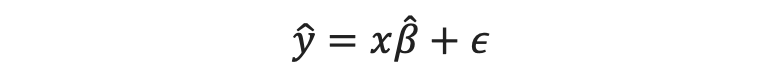 ŷ = xβ̂ + ϵ